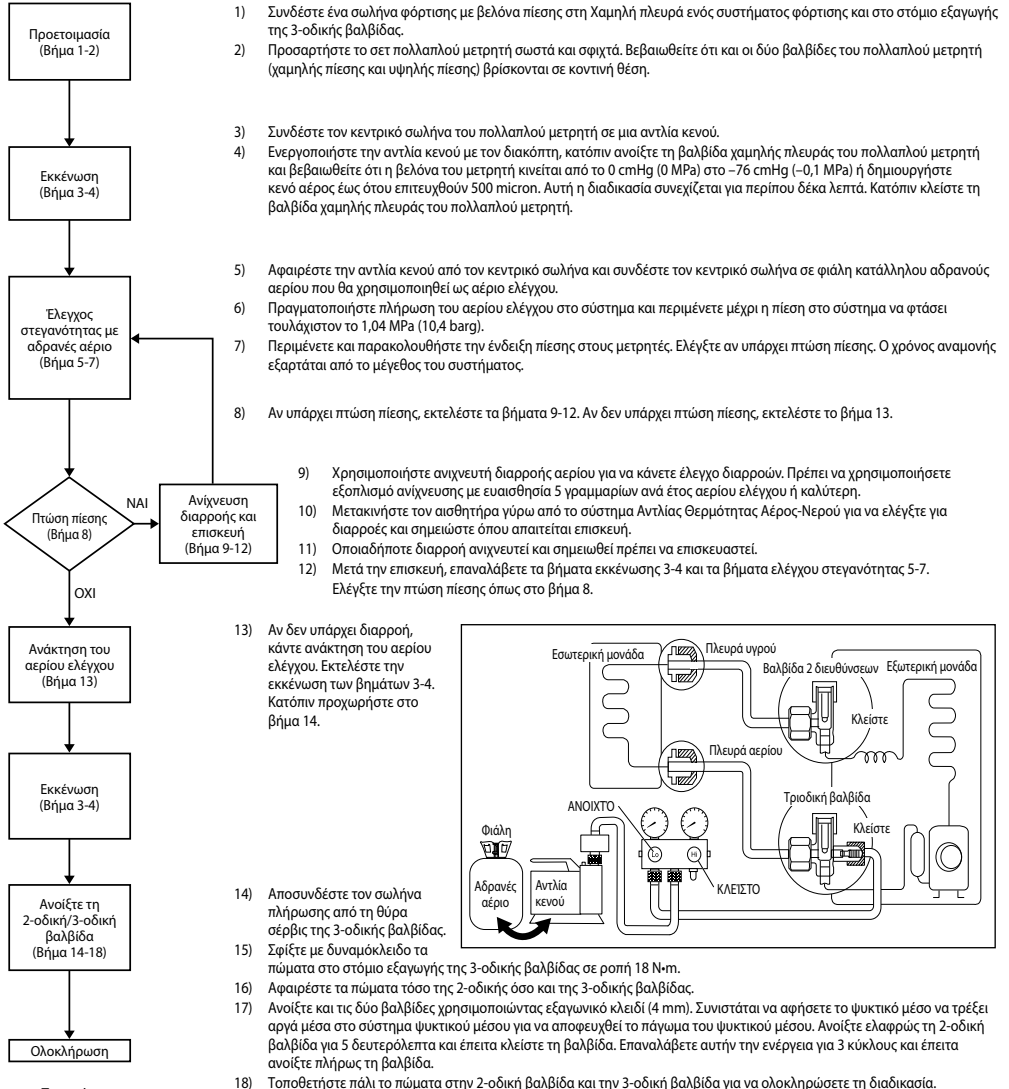 Προετοιμασία
(Βήμα 1-2)
1) Συνδέστε ένα σωλήνα φόρτισης με βελόνα πίεσης στη Χαμηλή πλευρά ενός συστήματος φόρτισης και στο στόμιο εξαγωγής
της 3-οδικής βαλβίδας.
2) Προσαρτήστε το σετ πολλαπλού μετρητή σωστά και σφιχτά. Βεβαιωθείτε ότι και οι δύο βαλβίδες του πολλαπλού μετρητή
(χαμηλής πίεσης και υψηλής πίεσης) βρίσκονται σε κοντινή θέση.
Εκκένωση
(Βήμα 3-4)
3) Συνδέστε τον κεντρικό σωλήνα του πολλαπλού μετρητή σε μια αντλία κενού.
4) Ενεργοποιήστε την αντλία κενού με τον διακόπτη, κατόπιν ανοίξτε τη βαλβίδα χαμηλής πλευράς του πολλαπλού μετρητή
και βεβαιωθείτε ότι η βελόνα του μετρητή κινείται από το 0 cmHg (0 MPa) στο –76 cmHg (–0,1 MPa) ή δημιουργήστε
κενό αέρος έως ότου επιτευχθούν 500 micron. Αυτή η διαδικασία συνεχίζεται για περίπου δέκα λεπτά. Κατόπιν κλείστε τη
βαλβίδα χαμηλής πλευράς του πολλαπλού μετρητή.
Έλεγχος
στεγανότητας με
αδρανές αέριο
(Βήμα 5-7)
5) Αφαιρέστε την αντλία κενού από τον κεντρικό σωλήνα και συνδέστε τον κεντρικό σωλήνα σε φιάλη κατάλληλου αδρανούς
αερίου που θα χρησιμοποιηθεί ως αέριο ελέγχου.
6) Πραγματοποιήστε πλήρωση του αερίου ελέγχου στο σύστημα και περιμένετε μέχρι η πίεση στο σύστημα να φτάσει
τουλάχιστον το 1,04 MPa (10,4 barg).
7) Περιμένετε και παρακολουθήστε την ένδειξη πίεσης στους μετρητές. Ελέγξτε αν υπάρχει πτώση πίεσης. Ο χρόνος αναμονής
εξαρτάται από το μέγεθος του συστήματος.
8) Αν υπάρχει πτώση πίεσης, εκτελέστε τα βήματα 9-12. Αν δεν υπάρχει πτώση πίεσης, εκτελέστε το βήμα 13.
Πτώση πίεσης
(Βήμα 8)
ΝΑΙ
ΟΧΙ
Ανίχνευση
διαρροής και
επισκευή
(Βήμα 9-12)
9) Χρησιμοποιήστε ανιχνευτή διαρροής αερίου για να κάνετε έλεγχο διαρροών. Πρέπει να χρησιμοποιήσετε
εξοπλισμό ανίχνευσης με ευαισθησία 5 γραμμαρίων ανά έτος αερίου ελέγχου ή καλύτερη.
10) Μετακινήστε τον αισθητήρα γύρω από το σύστημα Αντλίας Θερμότητας Αέρος-Νερού για να ελέγξτε για
διαρροές και σημειώστε όπου απαιτείται επισκευή.
11) Οποιαδήποτε διαρροή ανιχνευτεί και σημειωθεί πρέπει να επισκευαστεί.
12) Μετά την επισκευή, επαναλάβετε τα βήματα εκκένωσης 3-4 και τα βήματα ελέγχου στεγανότητας 5-7.
Ελέγξτε την πτώση πίεσης όπως στο βήμα 8.
Ανάκτηση του
αερίου ελέγχου
(Βήμα 13)
13) Αν δεν υπάρχει διαρροή,
κάντε ανάκτηση του αερίου
ελέγχου. Εκτελέστε την
εκκένωση των βημάτων 3-4.
Κατόπιν προχωρήστε στο
βήμα 14.
Εσωτερική μονάδα
Πλευρά υγρού
Βαλβίδα 2 διευθύνσεων
Εξωτερική μονάδα
Κλείστε
Πλευρά αερίου
Τριοδική βαλβίδα
Κλείστε
ΑΝΟΙΧΤΟ
Lo
Hi
ΚΛΕΊΣΤΟ
Φιάλη
Αδρανές
αέριο
Αντλία
κενού
Εκκένωση
(Βήμα 3-4)
Ανοίξτε τη
2-οδική/3-οδική
βαλβίδα
(Βήμα 14-18)
14) Αποσυνδέστε τον σωλήνα
πλήρωσης από τη θύρα
σέρβις της 3-οδικής βαλβίδας.
15) Σφίξτε με δυναμόκλειδο τα
πώματα στο στόμιο εξαγωγής της 3-οδικής βαλβίδας σε ροπή 18 N•m.
16) Αφαιρέστε τα πώματα τόσο της 2-οδικής όσο και της 3-οδικής βαλβίδας.
17) Ανοίξτε και τις δύο βαλβίδες χρησιμοποιώντας εξαγωνικό κλειδί (4 mm). Συνιστάται να αφήσετε το ψυκτικό μέσο να τρέξει
αργά μέσα στο σύστημα ψυκτικού μέσου για να αποφευχθεί το πάγωμα του ψυκτικού μέσου. Ανοίξτε ελαφρώς τη 2-οδική
βαλβίδα για 5 δευτερόλεπτα και έπειτα κλείστε τη βαλβίδα. Επαναλάβετε αυτήν την ενέργεια για 3 κύκλους και έπειτα
ανοίξτε πλήρως τη βαλβίδα.
Ολοκλήρωση
18) Τοποθετήστε πάλι το πώματα στην 2-οδική βαλβίδα και την 3-οδική βαλβίδα για να ολοκληρώσετε τη διαδικασία.